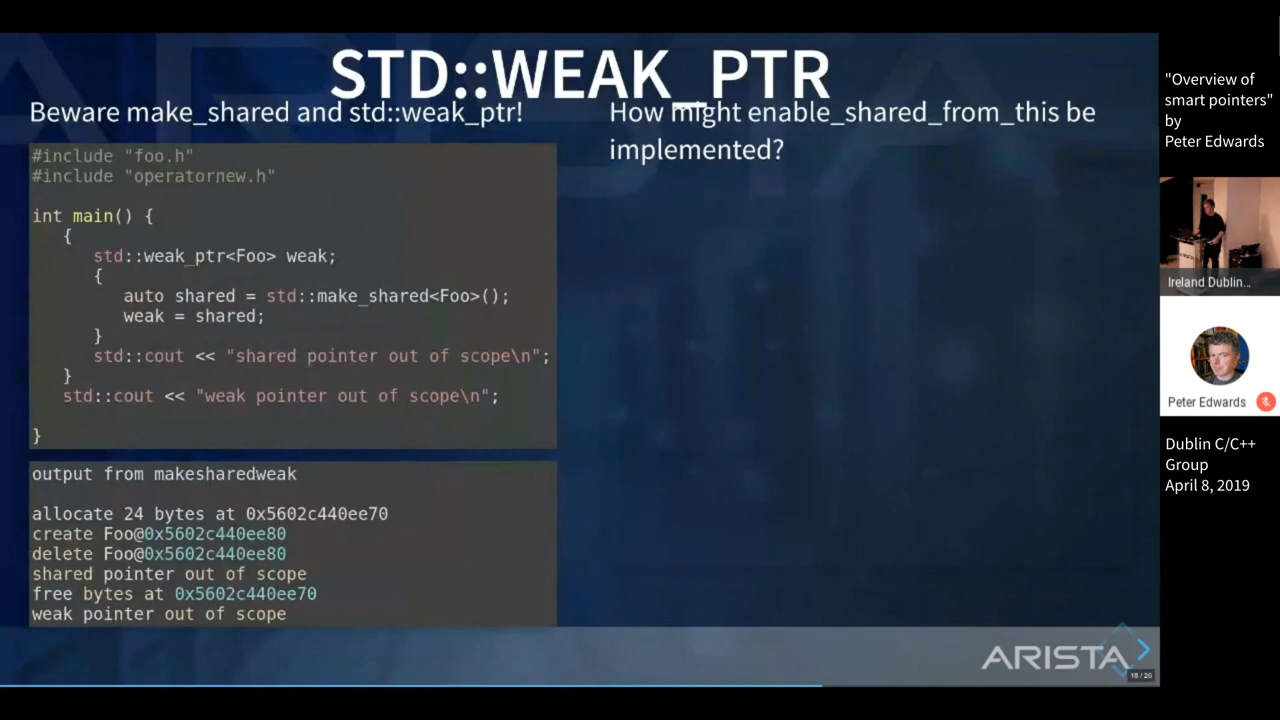 STD::WEAK_PTR
Beware make_shared and std::weak_ptr!
#include "foo.h"
#include "operatornew.h"
int main() {
{
std::weak_ptr<Foo> weak;
{
auto shared = std::make_shared<Foo>();
weak = shared;
}
std::cout << "shared pointer out of scope\n";
}
std::cout << "weak pointer out of scope\n";
}
output from makesharedweak
allocate 24 bytes at 0x5602c440ee70
create Foo@0x5602c440ee80
delete Foo@0x5602c440ee80
shared pointer out of scope
free bytes at 0x5602c440ee70
weak pointer out of scope
How might enable_shared_from_this be
implemented?
ARISTA
18 / 26
"Overview of
smart pointers"
by
Peter Edwards
Ireland Dublin...
Peter Edwards
Dublin C/C++
Group
April 8, 2019